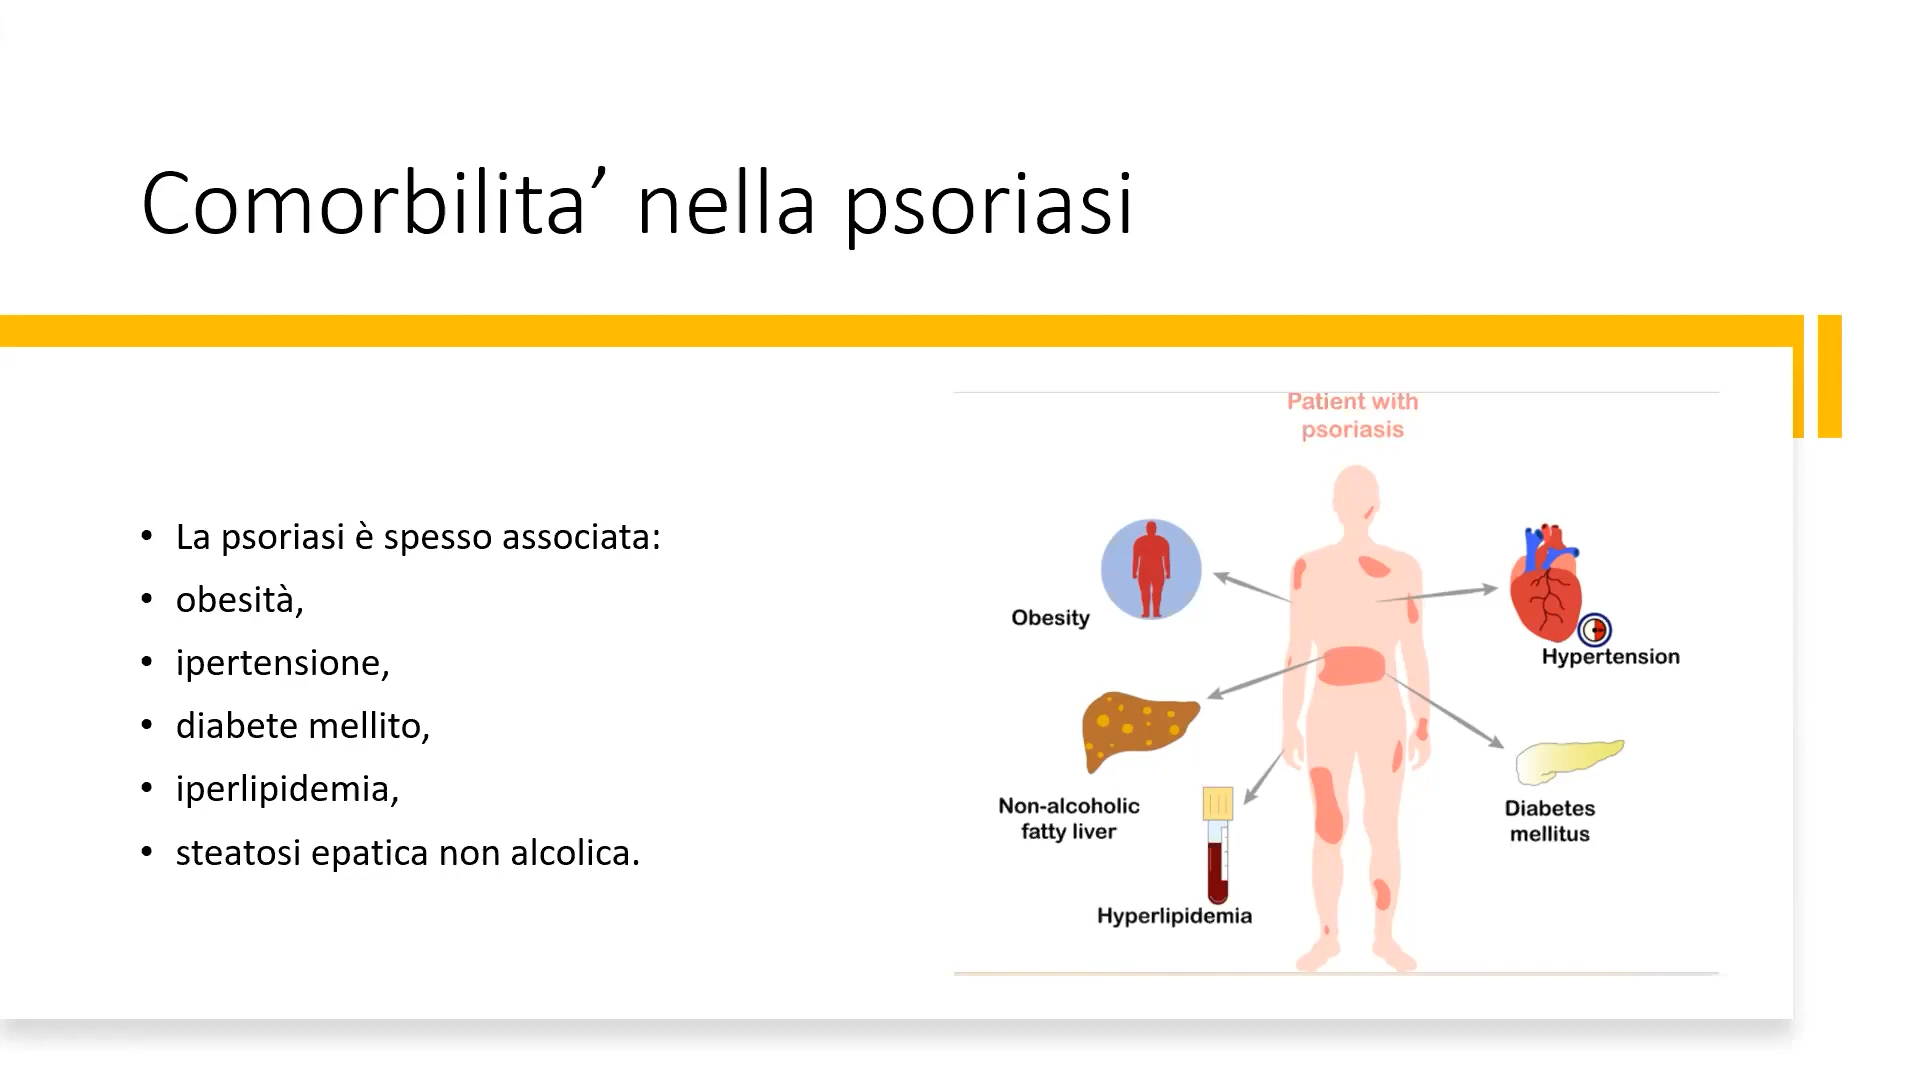 Comorbilita’ nella psoriasi
• La psoriasi è spesso associata:
• obesità,
• ipertensione,
• diabete mellito,
• iperlipidemia,
• steatosi epatica non alcolica.
Patient with
psoriasis
Obesity
Hypertension
Non-alcoholic
fatty liver
Diabetes
mellitus
Hyperlipidemia